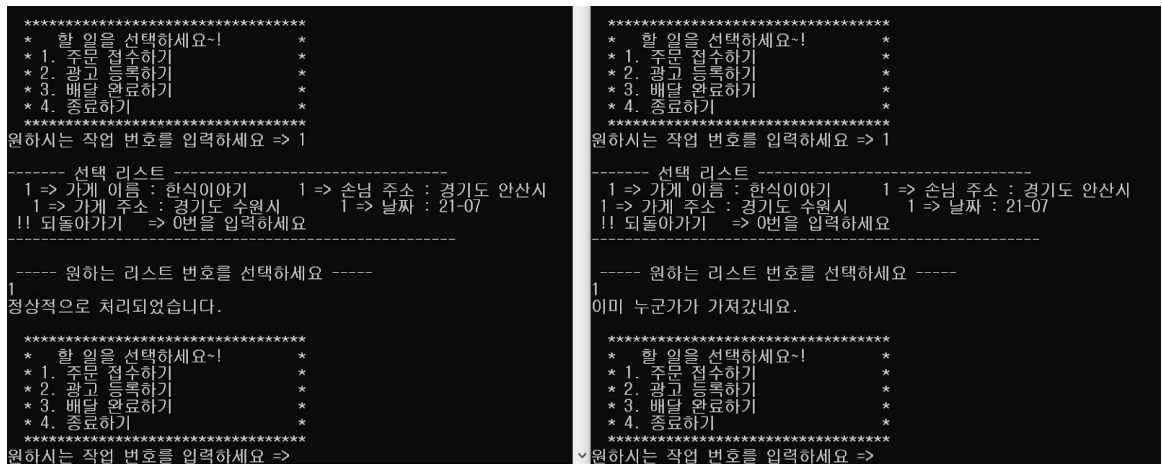 *********************************
*    할 일을 선택하세요~!         *
* 1. 주문 접수하기               *
* 2. 광고 등록하기               *
* 3. 배달 완료하기               *
* 4. 종료하기                    *
*********************************
원하시는 작업 번호를 입력하세요 => 1
------- 선택 리스트 ---------------------------------
1 => 가게 이름 : 한식이야기      1 => 손님 주소 : 경기도 안산시
1 => 가게 주소 : 경기도 수원시       1 => 날짜 : 21-07
!! 되돌아가기   => 0번을 입력하세요
------------------------------------------------------
----- 원하는 리스트 번호를 선택하세요 -----
1
정상적으로 처리되었습니다.
*********************************
*    할 일을 선택하세요~!         *
* 1. 주문 접수하기               *
* 2. 광고 등록하기               *
* 3. 배달 완료하기               *
* 4. 종료하기                    *
*********************************
원하시는 작업 번호를 입력하세요 =>
*********************************
*    할 일을 선택하세요~!         *
* 1. 주문 접수하기               *
* 2. 광고 등록하기               *
* 3. 배달 완료하기               *
* 4. 종료하기                    *
*********************************
원하시는 작업 번호를 입력하세요 => 1
------- 선택 리스트 ---------------------------------
1 => 가게 이름 : 한식이야기      1 => 손님 주소 : 경기도 안산시
1 => 가게 주소 : 경기도 수원시       1 => 날짜 : 21-07
!! 되돌아가기   => 0번을 입력하세요
------------------------------------------------------
----- 원하는 리스트 번호를 선택하세요 -----
1
이미 누군가가 가져갔네요.
*********************************
*    할 일을 선택하세요~!         *
* 1. 주문 접수하기               *
* 2. 광고 등록하기               *
* 3. 배달 완료하기               *
* 4. 종료하기                    *
*********************************
원하시는 작업 번호를 입력하세요 =>